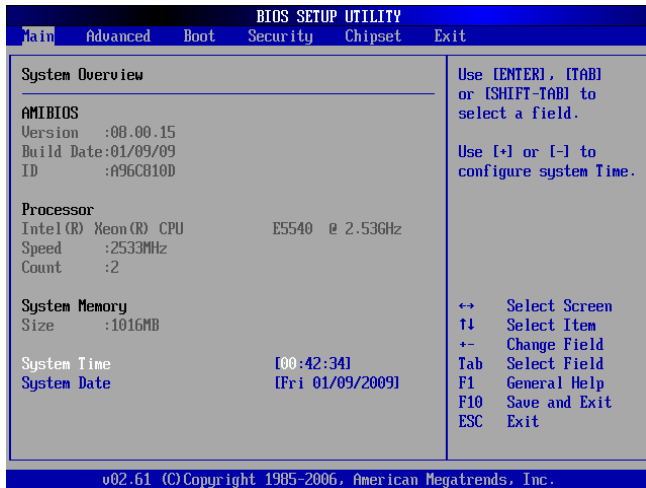 BIOS SETUP UTILITY
Main Advanced Boot Security Chipset Exit
System Overview
AMIBIOS
Version :08.00.15
Build Date:01/09/09
ID :A96C810D
Processor
Intel(R) Xeon(R) CPU E5540 @ 2.53GHz
Speed :2533MHz
Count :2
System Memory
Size :1016MB
System Time [00:42:34]
System Date [Fri 01/09/2009]
Use [ENTER], [TAB]
or [SHIFT-TAB] to
select a field.
Use [+] or [-] to
configure system Time.
↔ Select Screen
↑↓ Select Item
+- Change Field
Tab Select Field
F1 General Help
F10 Save and Exit
ESC Exit
v02.61 (C)Copyright 1985-2006, American Megatrends, Inc.